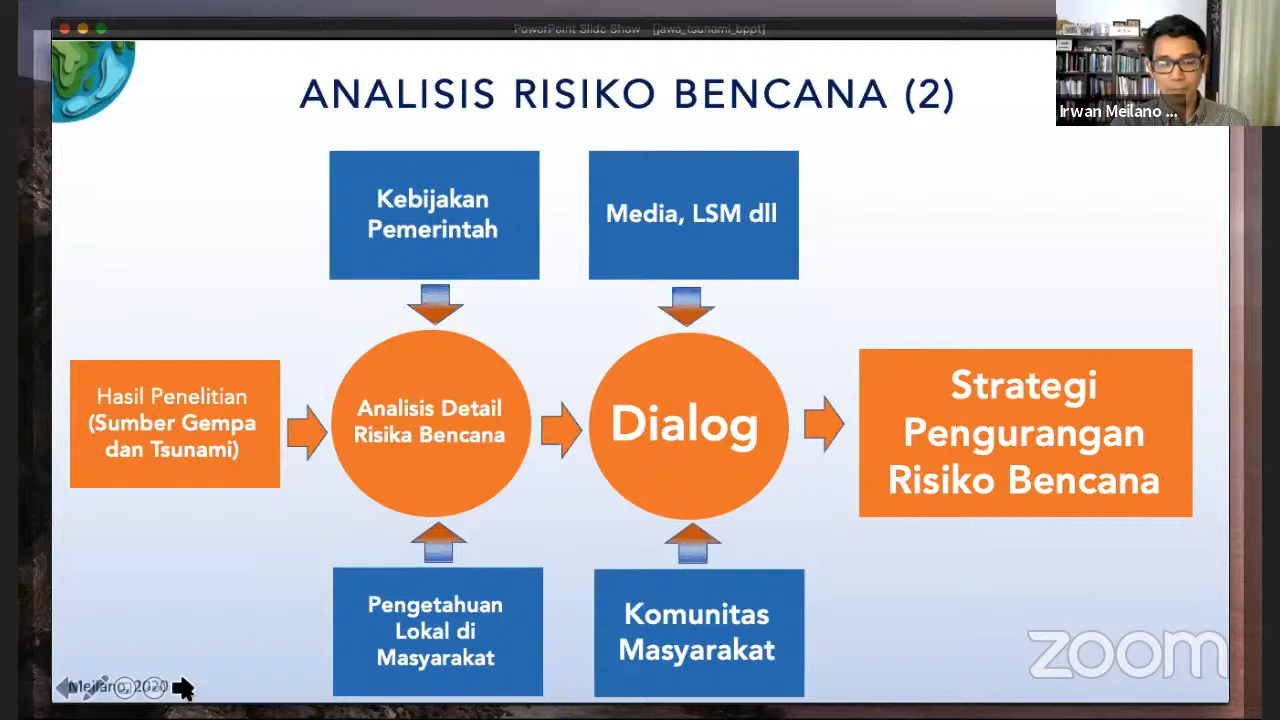 PowerPoint Slide Show - [jawa_tsunami_bppt]
ANALISIS RISIKO BENCANA (2)
Irwan Meilano ...
Kebijakan
Pemerintah
Media, LSM dll
Hasil Penelitian
(Sumber Gempa
dan Tsunami)
Analisis Detail
Risika Bencana
Dialog
Strategi
Pengurangan
Risiko Bencana
Pengetahuan
Lokal di
Masyarakat
Komunitas
Masyarakat
zoom
Meilano, 2020